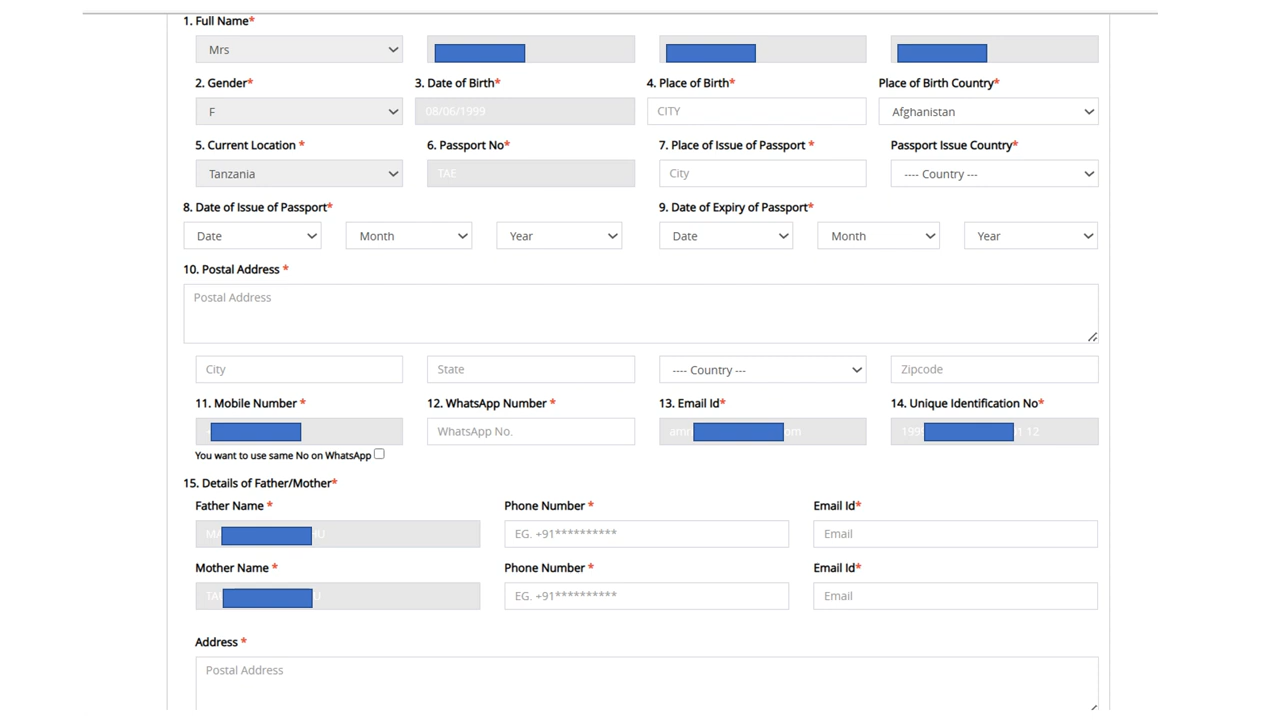 1. Full Name*
Mrs
2. Gender* 3. Date of Birth* 4. Place of Birth* Place of Birth Country*
F 08/06/1999 CITY Afghanistan
5. Current Location * 6. Passport No* 7. Place of Issue of Passport * Passport Issue Country*
Tanzania TAE City ---- Country ---
8. Date of Issue of Passport* 9. Date of Expiry of Passport*
Date Month Year Date Month Year
10. Postal Address *
Postal Address
City State ---- Country --- Zipcode
11. Mobile Number * 12. WhatsApp Number * 13. Email Id* 14. Unique Identification No*
WhatsApp No. om 12
You want to use same No on WhatsApp
15. Details of Father/Mother*
Father Name * Phone Number * Email Id*
EG. +91********** Email
Mother Name * Phone Number * Email Id*
EG. +91********** Email
Address *
Postal Address